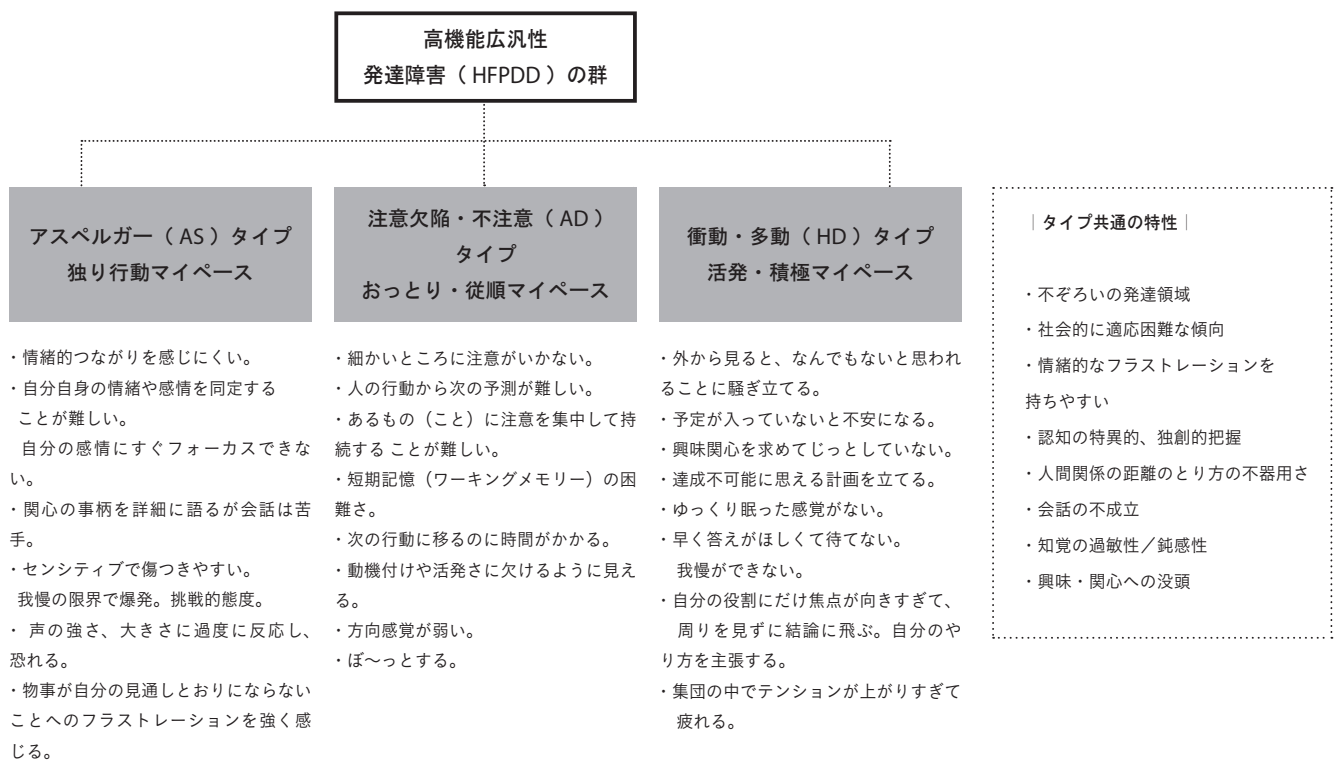 高機能広汎性
発達障害（ HFPDD ）の群
アスペルガー（ AS ）タイプ
独り行動マイペース
・情緒的つながりを感じにくい。
・自分自身の情緒や感情を同定する
ことが難しい。
自分の感情にすぐフォーカスできな
い。
・関心の事柄を詳細に語るが会話は苦
手。
・センシティブで傷つきやすい。
我慢の限界で爆発。挑戦的態度。
・ 声の強さ、大きさに過度に反応し、
恐れる。
・物事が自分の見通しとおりにならない
ことへのフラストレーションを強く感
じる。
注意欠陥・不注意（ AD ）
タイプ
おっとり・従順マイペース
・細かいところに注意がいかない。
・人の行動から次の予測が難しい。
・あるもの（こと）に注意を集中して持
続する ことが難しい。
・短期記憶（ワーキングメモリー）の困
難さ。
・次の行動に移るのに時間がかかる。
・動機付けや活発さに欠けるように見え
る。
・方向感覚が弱い。
・ぼ〜っとする。
衝動・多動（ HD ）タイプ
活発・積極マイペース
・外から見ると、なんでもないと思われ
ることに騒ぎ立てる。
・予定が入っていないと不安になる。
・興味関心を求めてじっとしていない。
・達成不可能に思える計画を立てる。
・ゆっくり眠った感覚がない。
・早く答えがほしくて待てない。
我慢ができない。
・自分の役割にだけ焦点が向きすぎて、
周りを見ずに結論に飛ぶ。自分のや
り方を主張する。
・集団の中でテンションが上がりすぎて
疲れる。
｜タイプ共通の特性｜
・不ぞろいの発達領域
・社会的に適応困難な傾向
・情緒的なフラストレーションを
持ちやすい
・認知の特異的、独創的把握
・人間関係の距離のとり方の不器用さ
・会話の不成立
・知覚の過敏性／鈍感性
・興味・関心への没頭